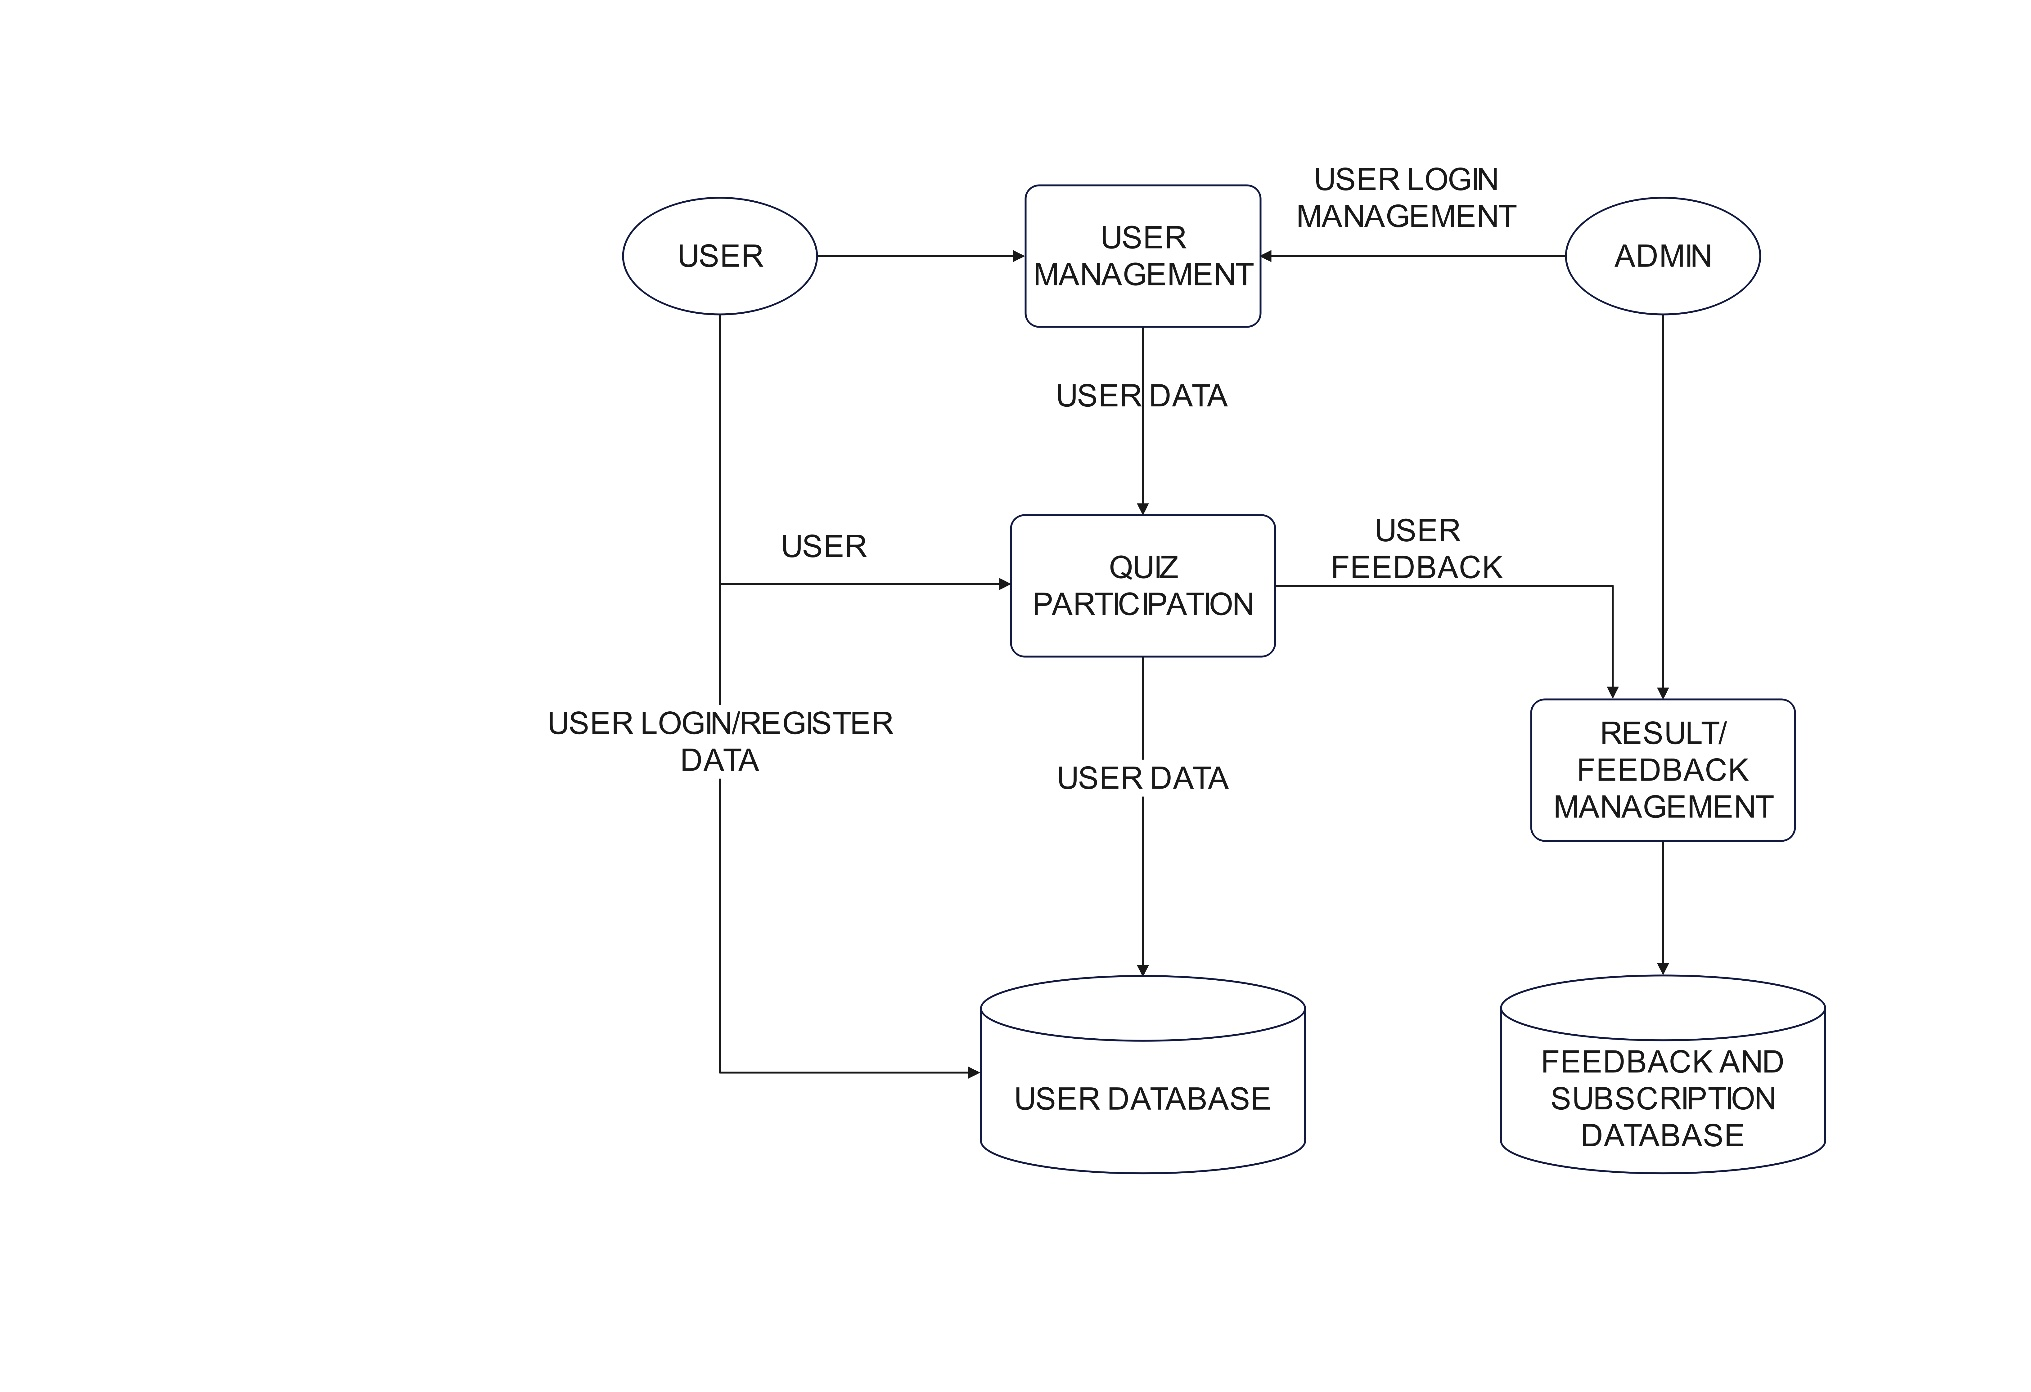 USER LOGIN
MANAGEMENT
USER
USER
MANAGEMENT
ADMIN
USER DATA
USER
QUIZ
PARTICIPATION
USER
FEEDBACK
USER LOGIN/REGISTER
DATA
USER DATA
RESULT/
FEEDBACK
MANAGEMENT
USER DATABASE
FEEDBACK AND
SUBSCRIPTION
DATABASE